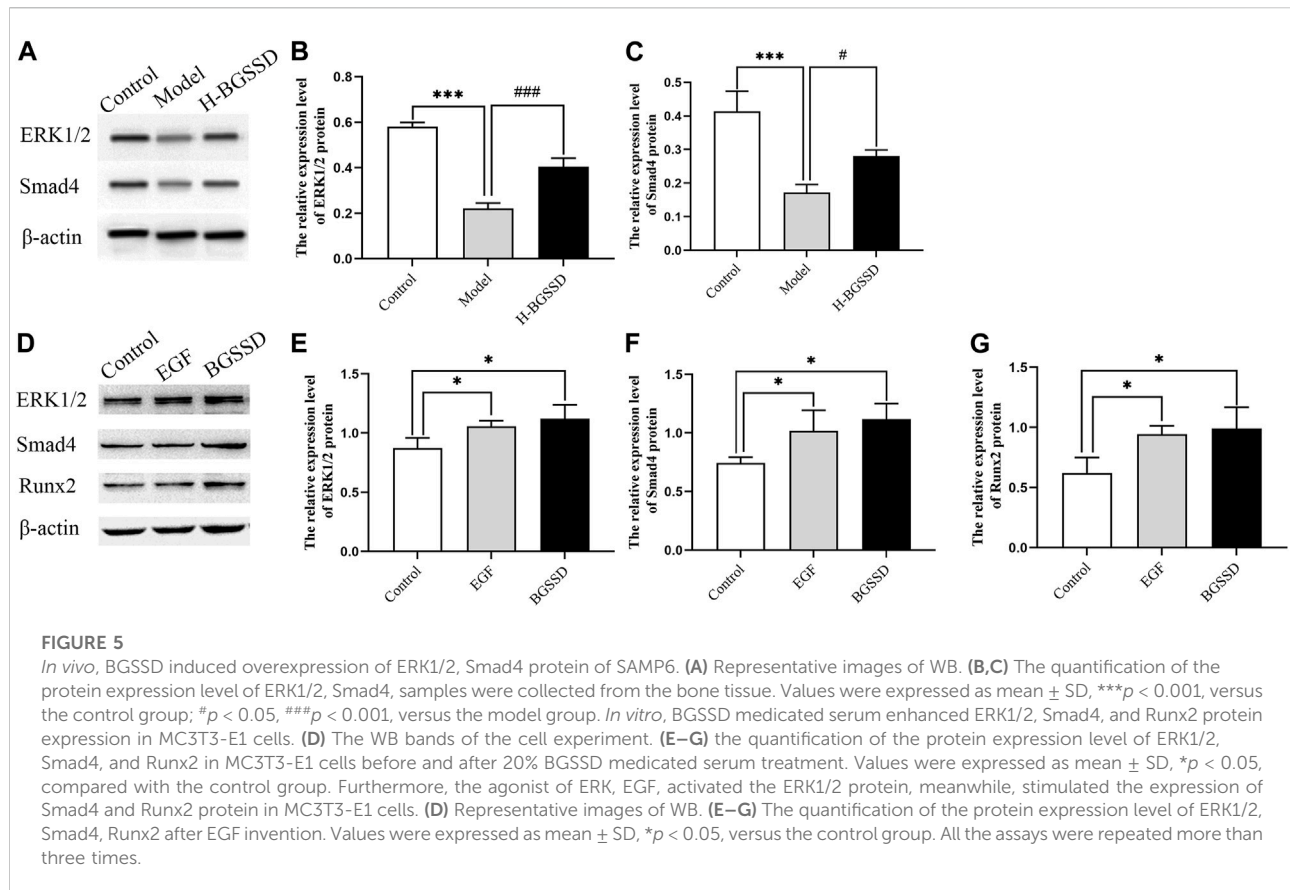 A
Control
Model
H-BGSSD
ERK1/2
Smad4
β-actin
B
The relative expression level
of ERK1/2 protein
0.8
0.6
0.4
0.2
0.0
***
###
Control
Model
H-BGSSD
C
The relative expression level
of Smad4 protein
0.5
0.4
0.3
0.2
0.1
0.0
***
#
Control
Model
H-BGSSD
D
Control
EGF
BGSSD
ERK1/2
Smad4
Runx2
β-actin
E
The relative expression level
of ERK1/2 protein
1.5
1.0
0.5
0.0
*
*
Control
EGF
BGSSD
F
The relative expression level
of Smad4 protein
1.5
1.0
0.5
0.0
*
*
Control
EGF
BGSSD
G
The relative expression level
of Runx2 protein
1.5
1.0
0.5
0.0
*
*
Control
EGF
BGSSD
FIGURE 5
In vivo, BGSSD induced overexpression of ERK1/2, Smad4 protein of SAMP6. (A) Representative images of WB. (B,C) The quantification of the
protein expression level of ERK1/2, Smad4, samples were collected from the bone tissue. Values were expressed as mean ± SD, ***p < 0.001, versus
the control group; #p < 0.05, ###p < 0.001, versus the model group. In vitro, BGSSD medicated serum enhanced ERK1/2, Smad4, and Runx2 protein
expression in MC3T3-E1 cells. (D) The WB bands of the cell experiment. (E–G) the quantification of the protein expression level of ERK1/2,
Smad4, and Runx2 in MC3T3-E1 cells before and after 20% BGSSD medicated serum treatment. Values were expressed as mean ± SD, *p < 0.05,
compared with the control group. Furthermore, the agonist of ERK, EGF, activated the ERK1/2 protein, meanwhile, stimulated the expression of
Smad4 and Runx2 protein in MC3T3-E1 cells. (D) Representative images of WB. (E–G) The quantification of the protein expression level of ERK1/2,
Smad4, Runx2 after EGF invention. Values were expressed as mean ± SD, *p < 0.05, versus the control group. All the assays were repeated more than
three times.